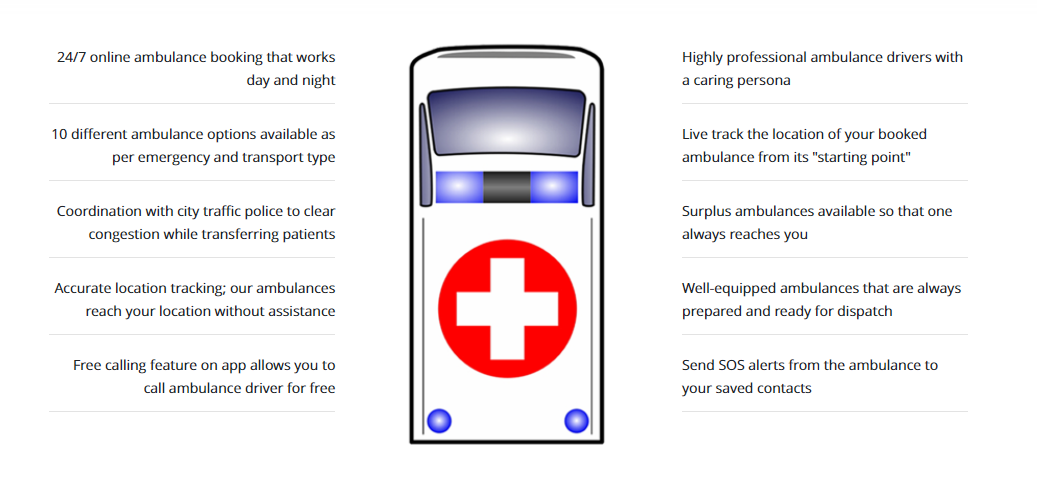 24/7 online ambulance booking that works
day and night
10 different ambulance options available as
per emergency and transport type
Coordination with city traffic police to clear
congestion while transferring patients
Accurate location tracking; our ambulances
reach your location without assistance
Free calling feature on app allows you to
call ambulance driver for free
Highly professional ambulance drivers with
a caring persona
Live track the location of your booked
ambulance from its "starting point"
Surplus ambulances available so that one
always reaches you
Well-equipped ambulances that are always
prepared and ready for dispatch
Send SOS alerts from the ambulance to
your saved contacts